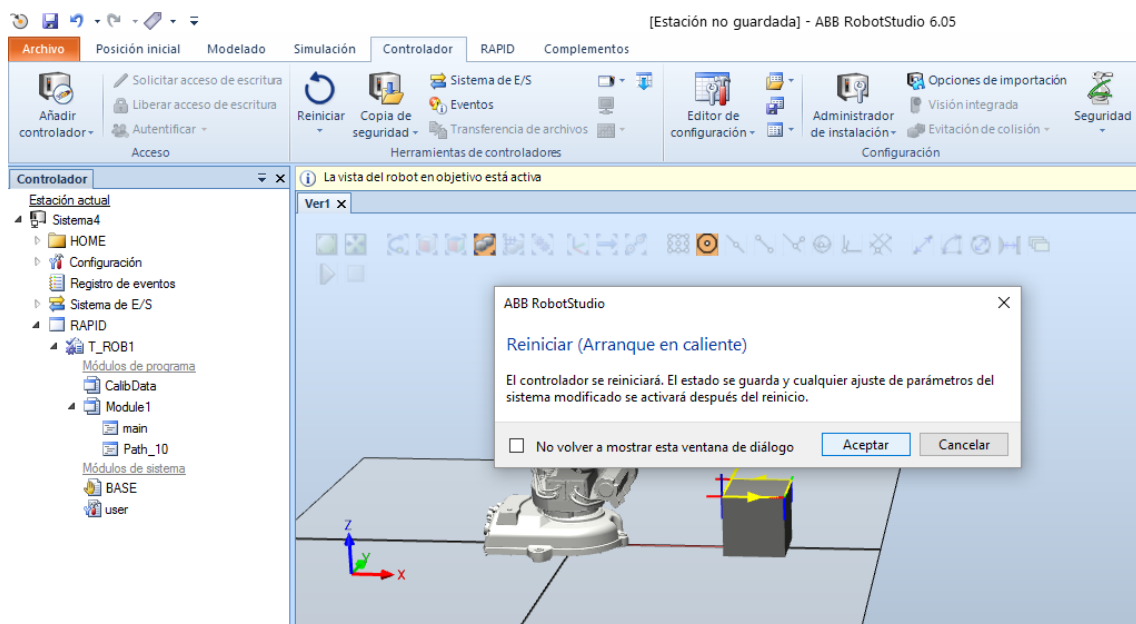 [Estación no guardada] - ABB RobotStudio 6.05
Archivo Posición inicial Modelado Simulación Controlador RAPID Complementos
Añadir controlador
Solicitar acceso de escritura
Liberar acceso de escritura
Autentificar
Acceso
Reiniciar
Copia de seguridad
Sistema de E/S
Eventos
Transferencia de archivos
Herramientas de controladores
Editor de configuración
Administrador de instalación
Opciones de importación
Visión integrada
Evitación de colisión
Configuración
Seguridad
Controlador
Estación actual
Sistema4
HOME
Configuración
Registro de eventos
Sistema de E/S
RAPID
T_ROB1
Módulos de programa
CalibData
Module1
main
Path_10
Módulos de sistema
BASE
user
La vista del robot en objetivo está activa
Ver1
ABB RobotStudio
Reiniciar (Arranque en caliente)
El controlador se reiniciará. El estado se guarda y cualquier ajuste de parámetros del
sistema modificado se activará después del reinicio.
No volver a mostrar esta ventana de diálogo
Aceptar Cancelar
Z
Y
X